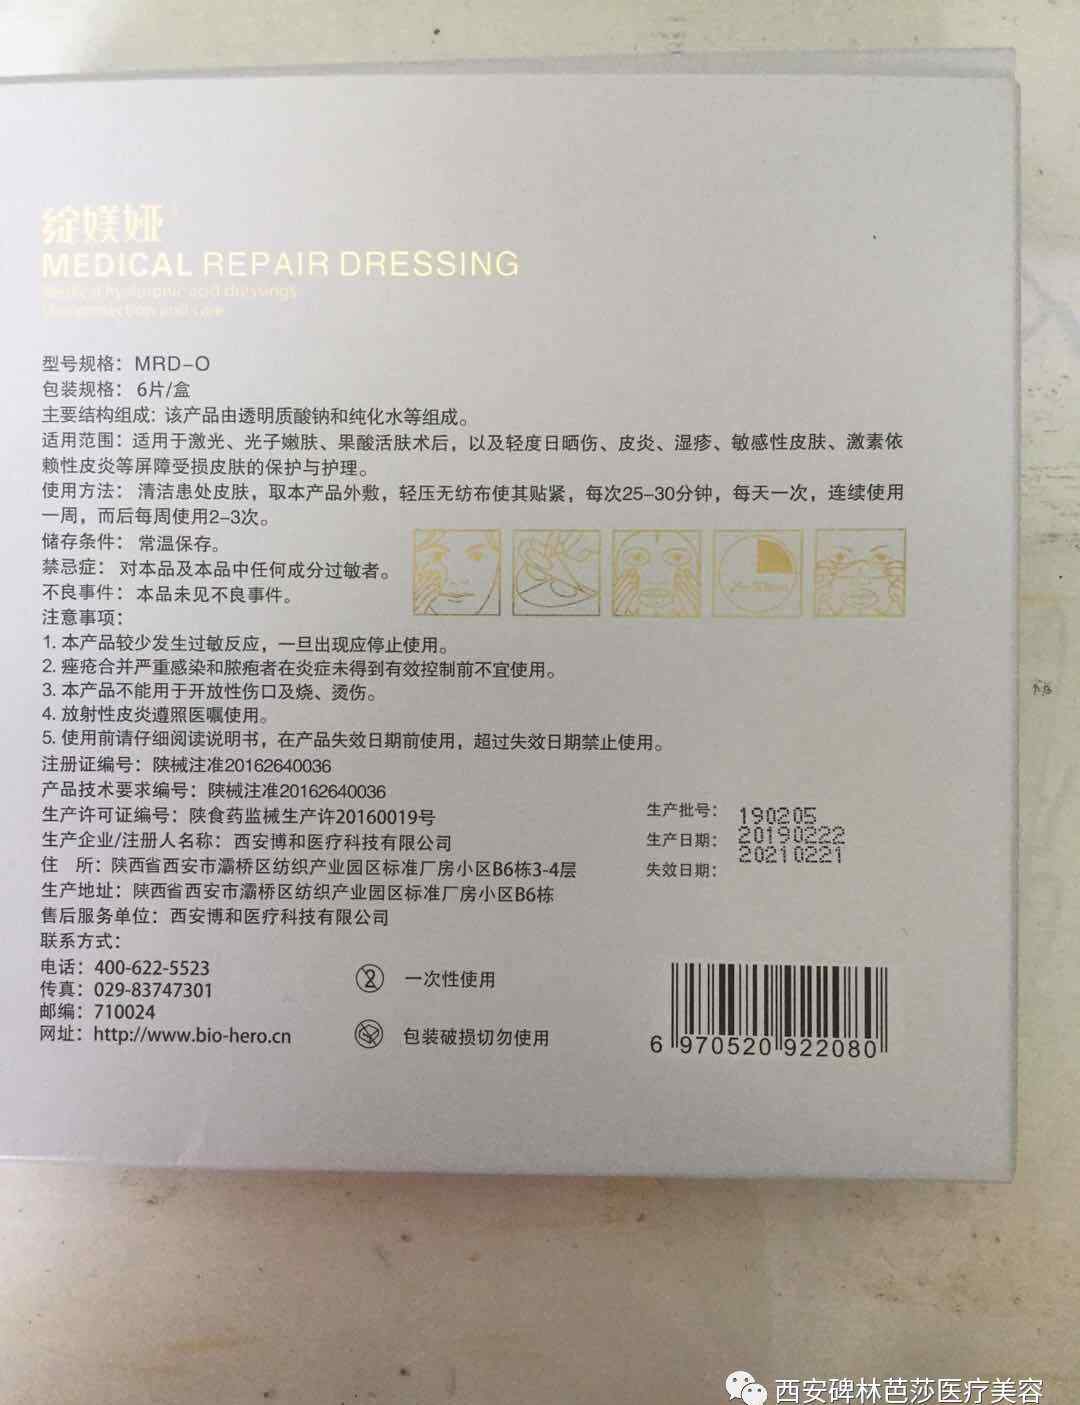 绽媄娅
MEDICAL REPAIR DRESSING
Medical hyaluronic acid dressings
Skin protection and care
型号规格：MRD-O
包装规格：6片/盒
主要结构组成：该产品由透明质酸钠和纯化水等组成。
适用范围：适用于激光、光子嫩肤、果酸活肤术后，以及轻度日晒伤、皮炎、湿疹、敏感性皮肤、激素依
赖性皮炎等屏障受损皮肤的保护与护理。
使用方法：清洁患处皮肤，取本产品外敷，轻压无纺布使其贴紧，每次25-30分钟，每天一次，连续使用
一周，而后每周使用2-3次。
储存条件：常温保存。
禁忌症：对本品及本品中任何成分过敏者。
不良事件：本品未见不良事件。
注意事项：
1. 本产品较少发生过敏反应，一旦出现应停止使用。
2. 痤疮合并严重感染和脓疱者在炎症未得到有效控制前不宜使用。
3. 本产品不能用于开放性伤口及烧、烫伤。
4. 放射性皮炎遵照医嘱使用。
5. 使用前请仔细阅读说明书，在产品失效日期前使用，超过失效日期禁止使用。
注册证编号：陕械注准20162640036
产品技术要求编号：陕械注准20162640036
生产许可证编号：陕食药监械生产许20160019号
生产企业/注册人名称：西安博和医疗科技有限公司
住 所：陕西省西安市灞桥区纺织产业园区标准厂房小区B6栋3-4层
生产地址：陕西省西安市灞桥区纺织产业园区标准厂房小区B6栋
售后服务单位：西安博和医疗科技有限公司
联系方式：
电话：400-622-5523
传真：029-83747301
邮编：710024
网址：http://www.bio-hero.cn
生产批号：190205
生产日期：20190222
失效日期：20210221
2 一次性使用
包装破损切勿使用
6 970520 922080
西安碑林芭莎医疗美容